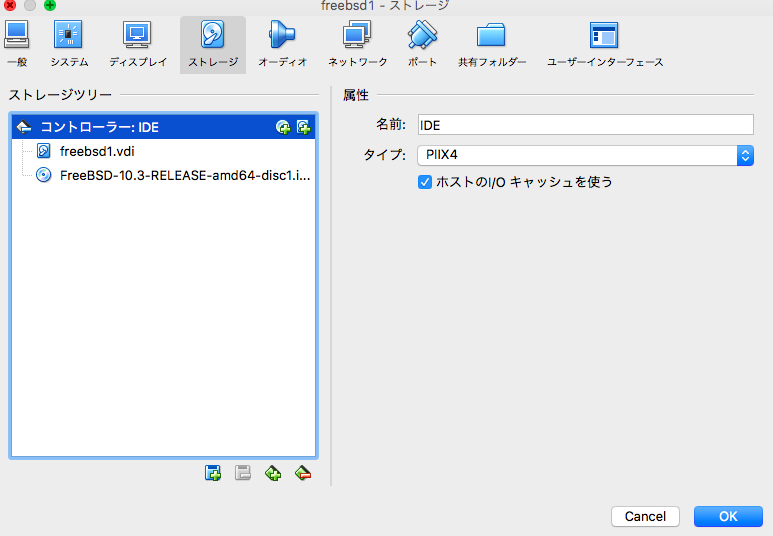 freebsd1 - ストレージ
一般
システム
ディスプレイ
ストレージ
オーディオ
ネットワーク
ポート
共有フォルダー
ユーザーインターフェース
ストレージツリー
コントローラー: IDE
freebsd1.vdi
FreeBSD-10.3-RELEASE-amd64-disc1.i...
属性
名前: IDE
タイプ: PIIX4
ホストのI/O キャッシュを使う
Cancel
OK